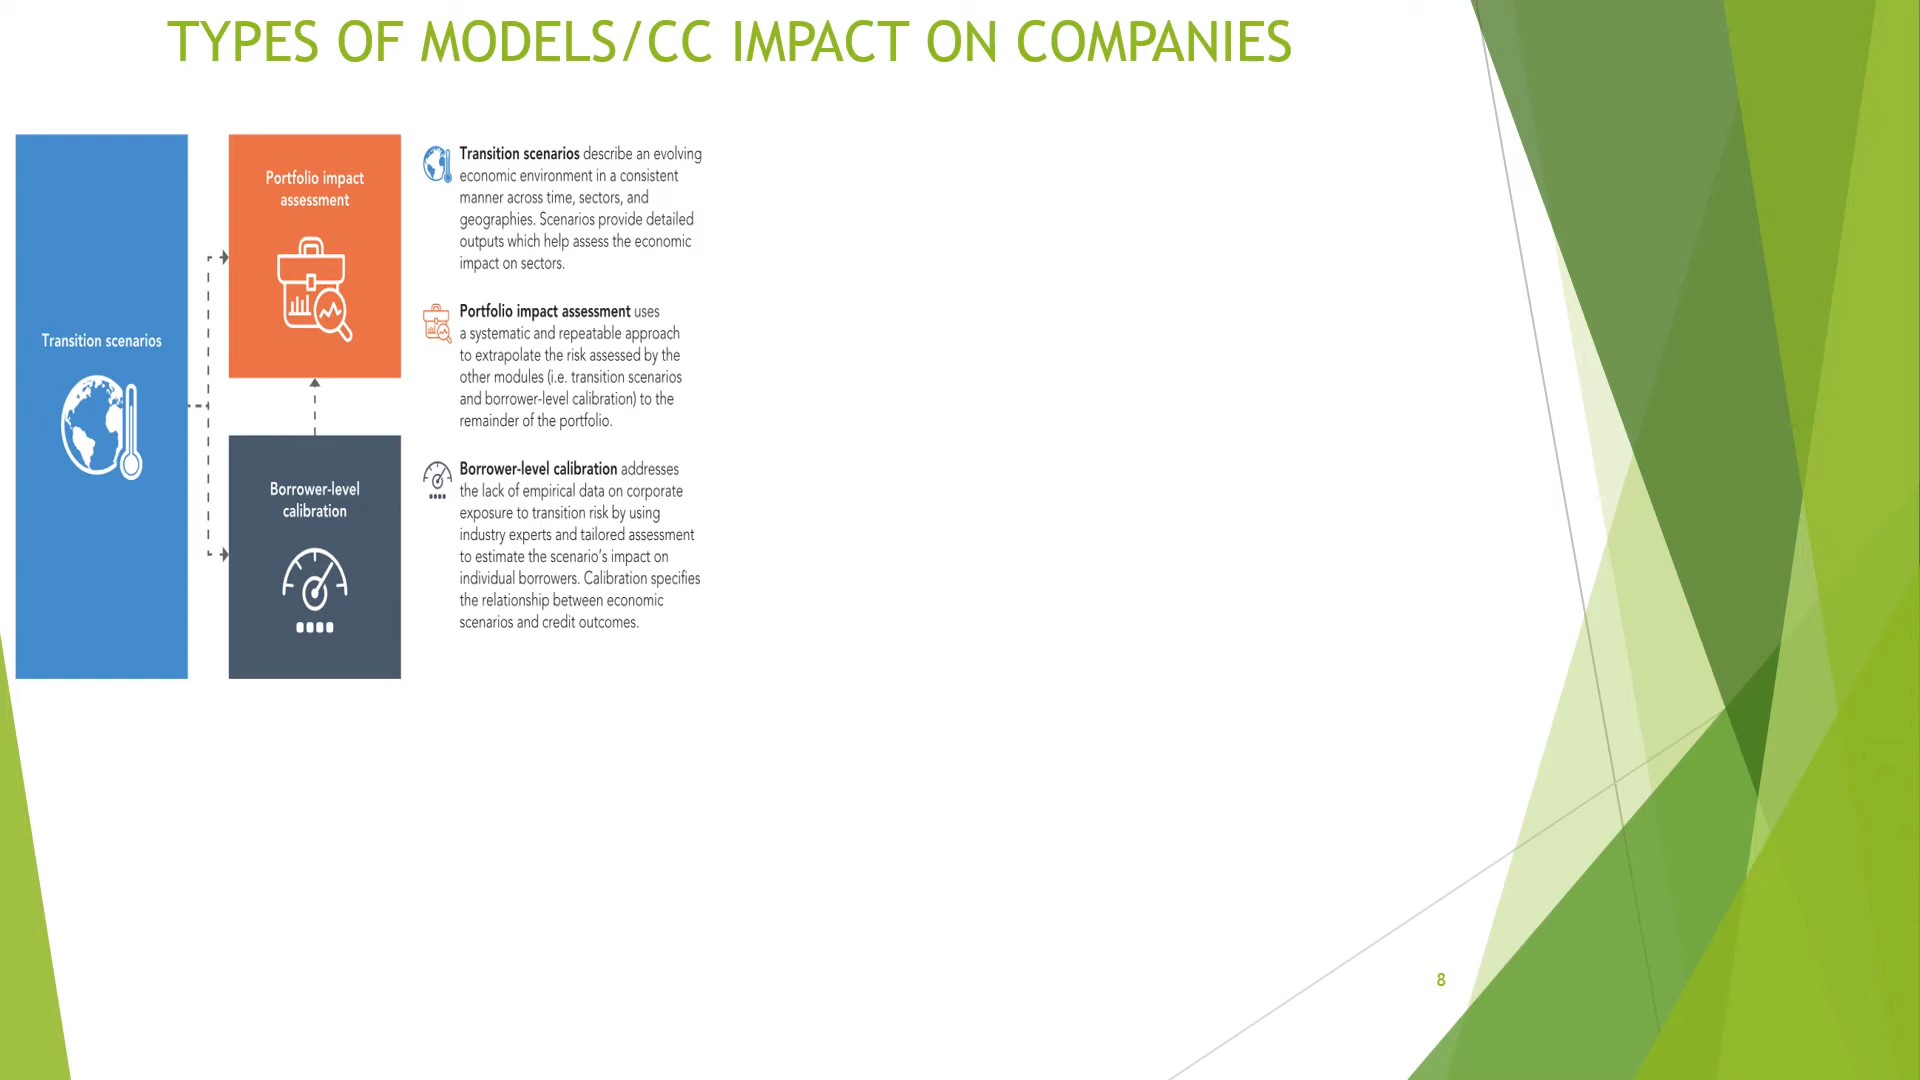 TYPES OF MODELS/CC IMPACT ON COMPANIES
Transition scenarios
Portfolio impact
assessment
Borrower-level
calibration
Transition scenarios describe an evolving
economic environment in a consistent
manner across time, sectors, and
geographies. Scenarios provide detailed
outputs which help assess the economic
impact on sectors.
Portfolio impact assessment uses
a systematic and repeatable approach
to extrapolate the risk assessed by the
other modules (i.e. transition scenarios
and borrower-level calibration) to the
remainder of the portfolio.
Borrower-level calibration addresses
the lack of empirical data on corporate
exposure to transition risk by using
industry experts and tailored assessment
to estimate the scenario's impact on
individual borrowers. Calibration specifies
the relationship between economic
scenarios and credit outcomes.
8